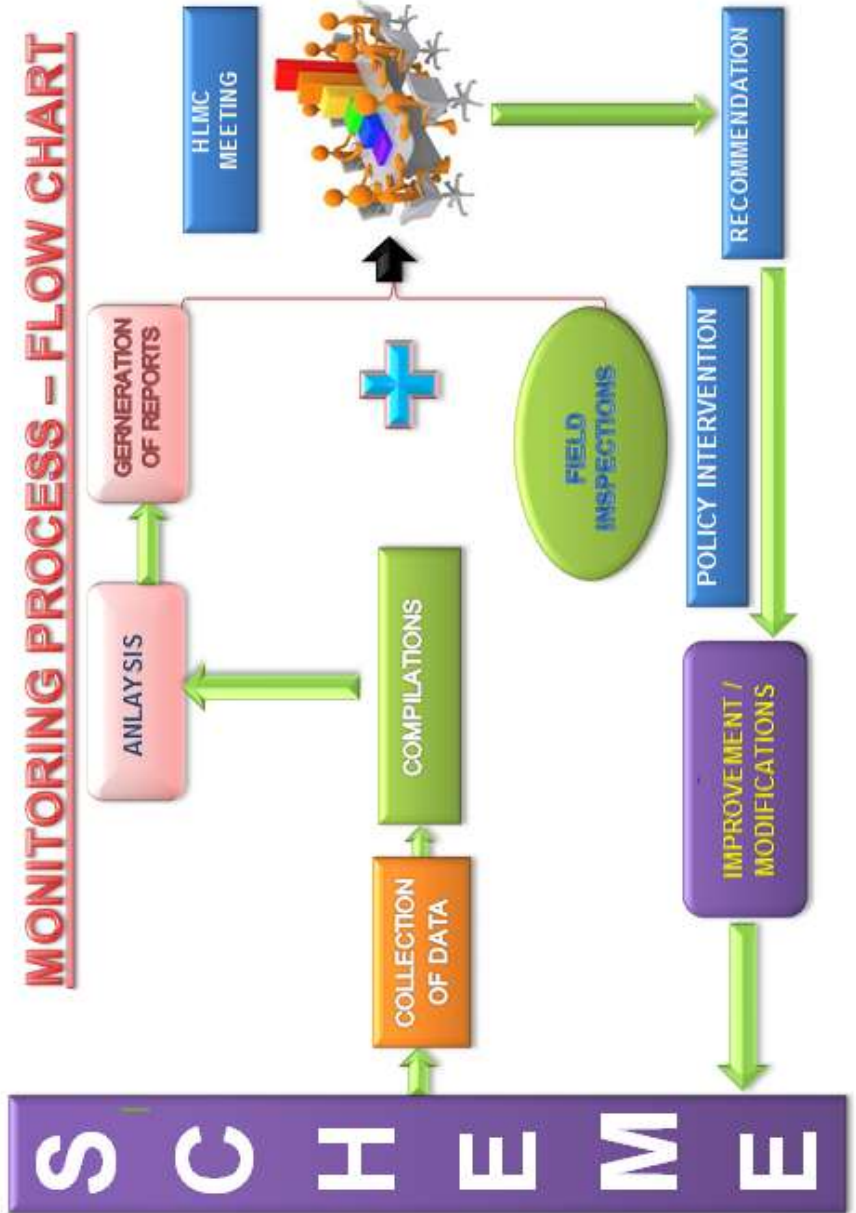 MONITORING PROCESS – FLOW CHART
SCHEME
COLLECTION
OF DATA
COMPILATIONS
ANLAYSIS
GERNERATION
OF REPORTS
FIELD
INSPECTIONS
HLMC
MEETING
RECOMMENDATION
POLICY INTERVENTION
IMPROVEMENT /
MODIFICATIONS